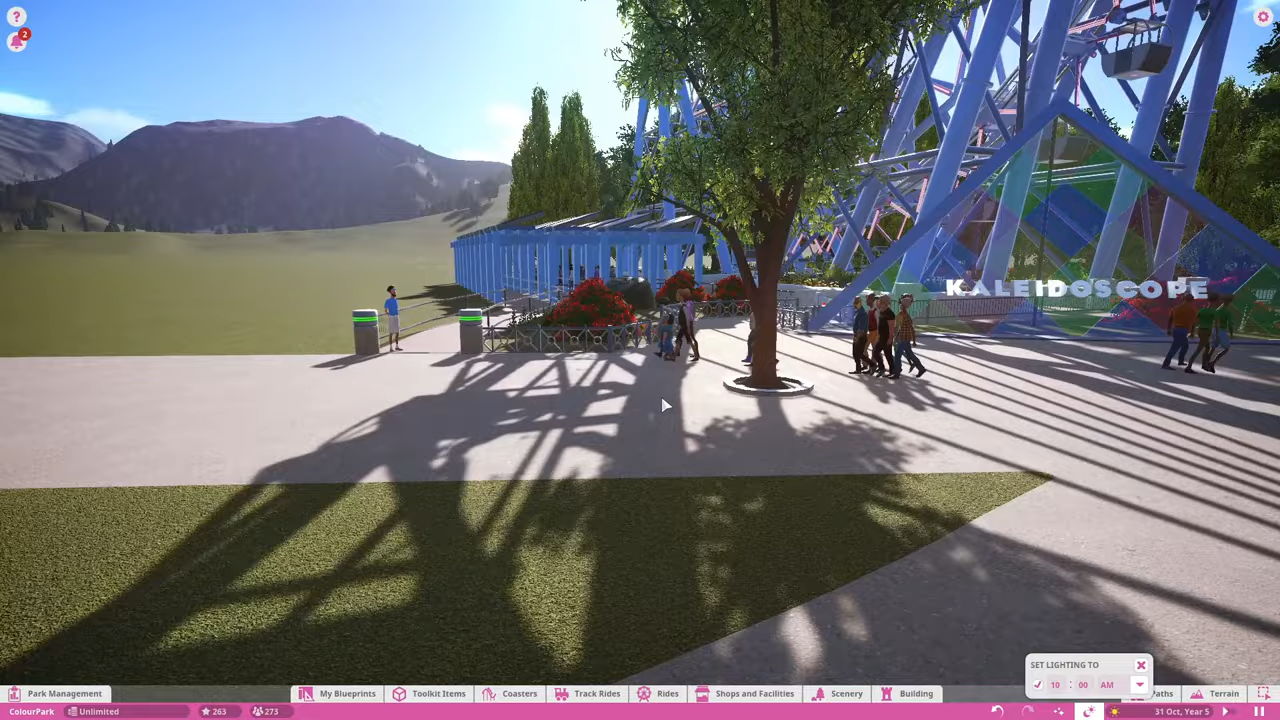 ?
2
KALEIDOSCOPE
SET LIGHTING TO
10 : 00 AM
Park Management
My Blueprints
Toolkit Items
Coasters
Track Rides
Rides
Shops and Facilities
Scenery
Building
Paths
Terrain
ColourPark
Unlimited
263
273
31 Oct, Year 5